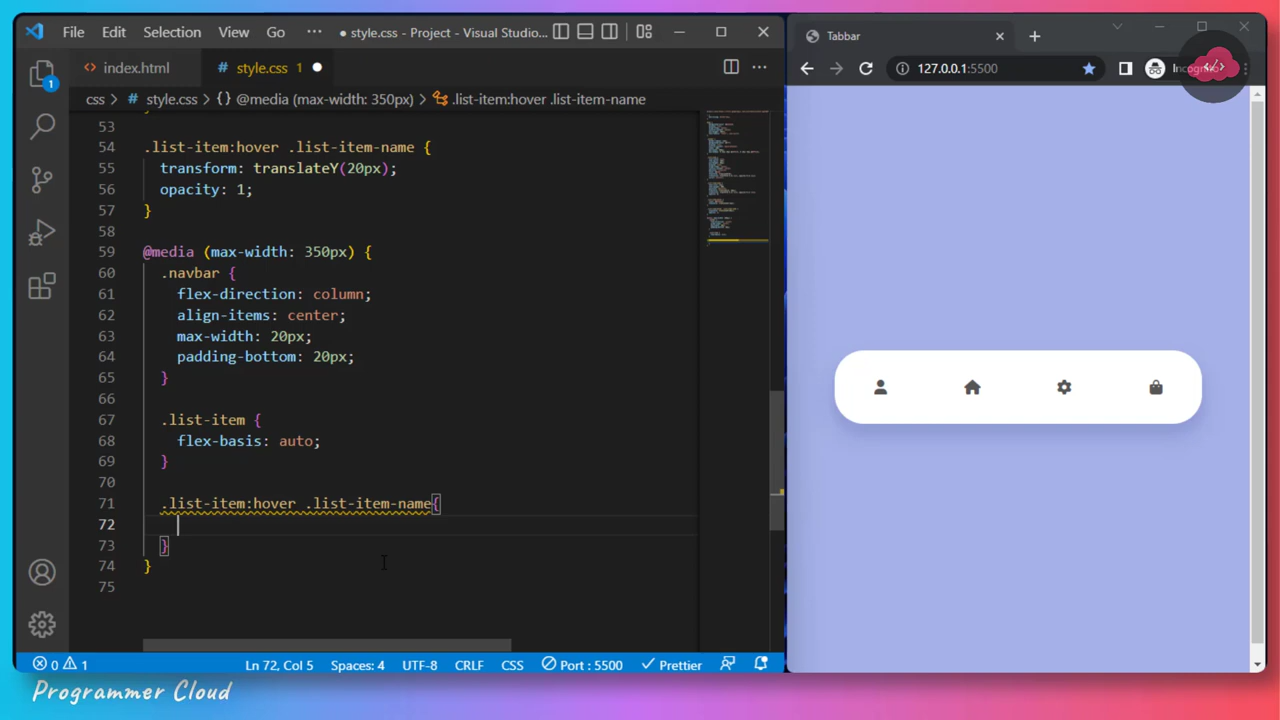 File Edit Selection View Go ··· ● style.css - Project - Visual Studio...
Tabbar
index.html
# style.css 1 ●
127.0.0.1:5500
css > # style.css > {} @media (max-width: 350px) > .list-item:hover .list-item-name
53
54 .list-item:hover .list-item-name {
55 transform: translateY(20px);
56 opacity: 1;
57 }
58
59 @media (max-width: 350px) {
60 .navbar {
61 flex-direction: column;
62 align-items: center;
63 max-width: 20px;
64 padding-bottom: 20px;
65 }
66
67 .list-item {
68 flex-basis: auto;
69 }
70
71 .list-item:hover .list-item-name{
72
73 }
74 }
75
1
0 1 Ln 72, Col 5 Spaces: 4 UTF-8 CRLF CSS Port : 5500 Prettier
Programmer Cloud